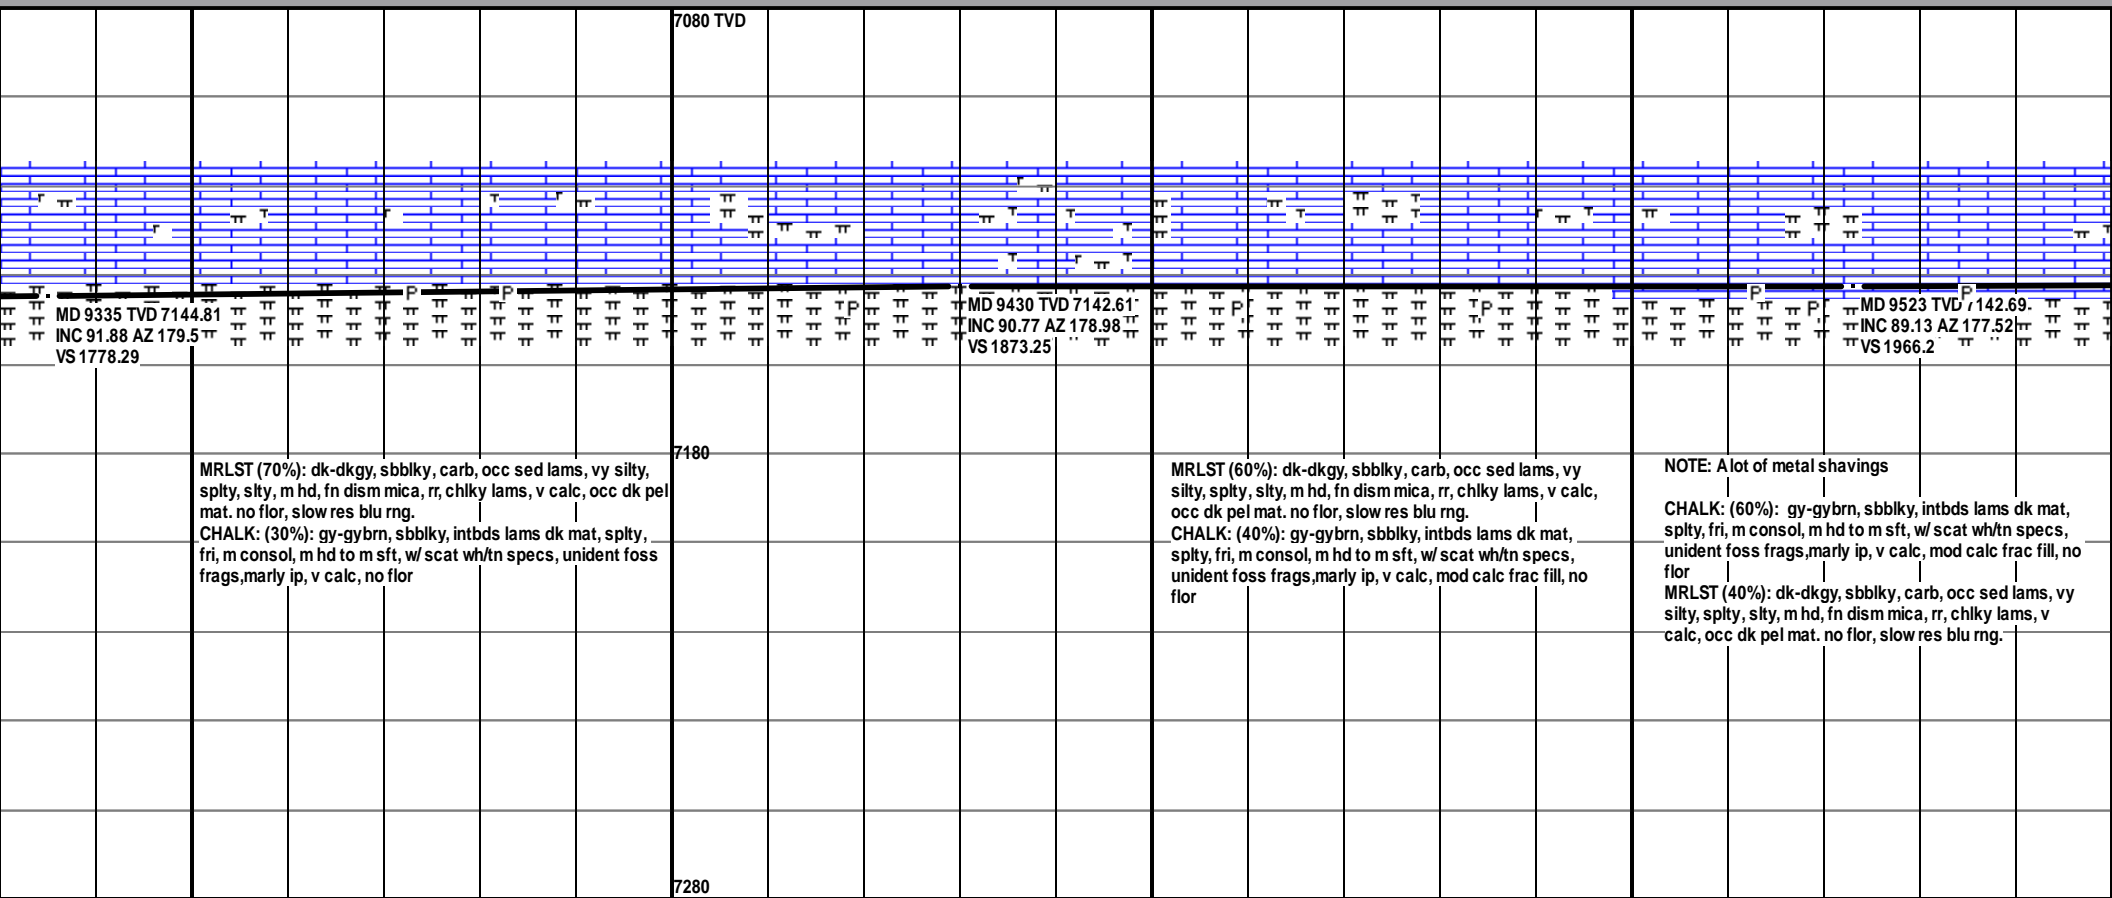 7080 TVD
MD 9335 TVD 7144.81
INC 91.88 AZ 179.5
VS 1778.29
MD 9430 TVD 7142.61
INC 90.77 AZ 178.98
VS 1873.25
MD 9523 TVD 7142.69
INC 89.13 AZ 177.52
VS 1966.2
P
P
P
P
P
P
P
P
7180
MRLST (70%): dk-dkgy, sbblky, carb, occ sed lams, vy silty,
splty, slty, m hd, fn dism mica, rr, chlky lams, v calc, occ dk pel
mat. no flor, slow res blu rng.
CHALK: (30%): gy-gybrn, sbblky, intbds lams dk mat, splty,
fri, m consol, m hd to m sft, w/ scat wh/tn specs, unident foss
frags,marly ip, v calc, no flor
MRLST (60%): dk-dkgy, sbblky, carb, occ sed lams, vy
silty, splty, slty, m hd, fn dism mica, rr, chlky lams, v calc,
occ dk pel mat. no flor, slow res blu rng.
CHALK: (40%): gy-gybrn, sbblky, intbds lams dk mat,
splty, fri, m consol, m hd to m sft, w/ scat wh/tn specs,
unident foss frags,marly ip, v calc, mod calc frac fill, no
flor
NOTE: A lot of metal shavings
CHALK: (60%): gy-gybrn, sbblky, intbds lams dk mat,
splty, fri, m consol, m hd to m sft, w/ scat wh/tn specs,
unident foss frags,marly ip, v calc, mod calc frac fill, no
flor
MRLST (40%): dk-dkgy, sbblky, carb, occ sed lams, vy
silty, splty, slty, m hd, fn dism mica, rr, chlky lams, v
calc, occ dk pel mat. no flor, slow res blu rng.
7280